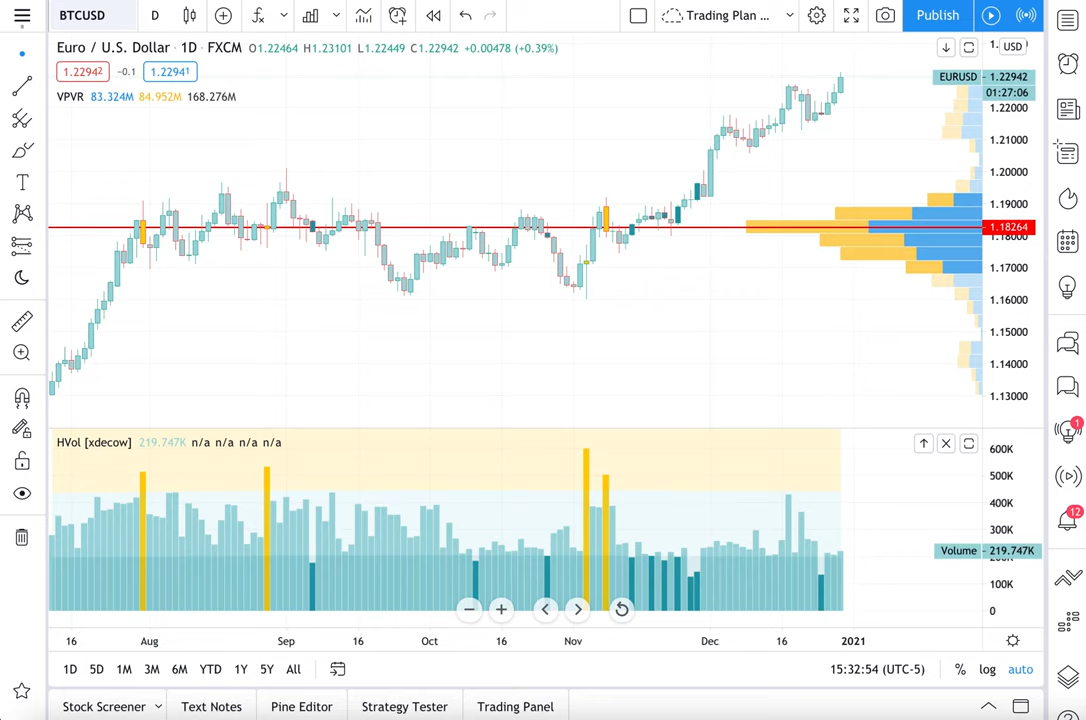 BTCUSD D Trading Plan ... Publish
Euro / U.S. Dollar · 1D · FXCM O1.22464 H1.23101 L1.22449 C1.22942 +0.00478 (+0.39%)
USD
1.22942 −0.1 1.22941
EURUSD 1.22942
01:27:06
VPVR 83.324M 84.952M 168.276M
1.22000
1.21000
1.20000
1.19000
1.18264
1.18000
1.17000
1.16000
1.15000
1.14000
1.13000
HVol [xdecow] 219.747K n/a n/a n/a n/a
600K
500K
400K
300K
Volume 219.747K
100K
0
1
12
16 Aug Sep 16 Oct 16 Nov Dec 16 2021
1D 5D 1M 3M 6M YTD 1Y 5Y All 15:32:54 (UTC-5) % log auto
Stock Screener Text Notes Pine Editor Strategy Tester Trading Panel